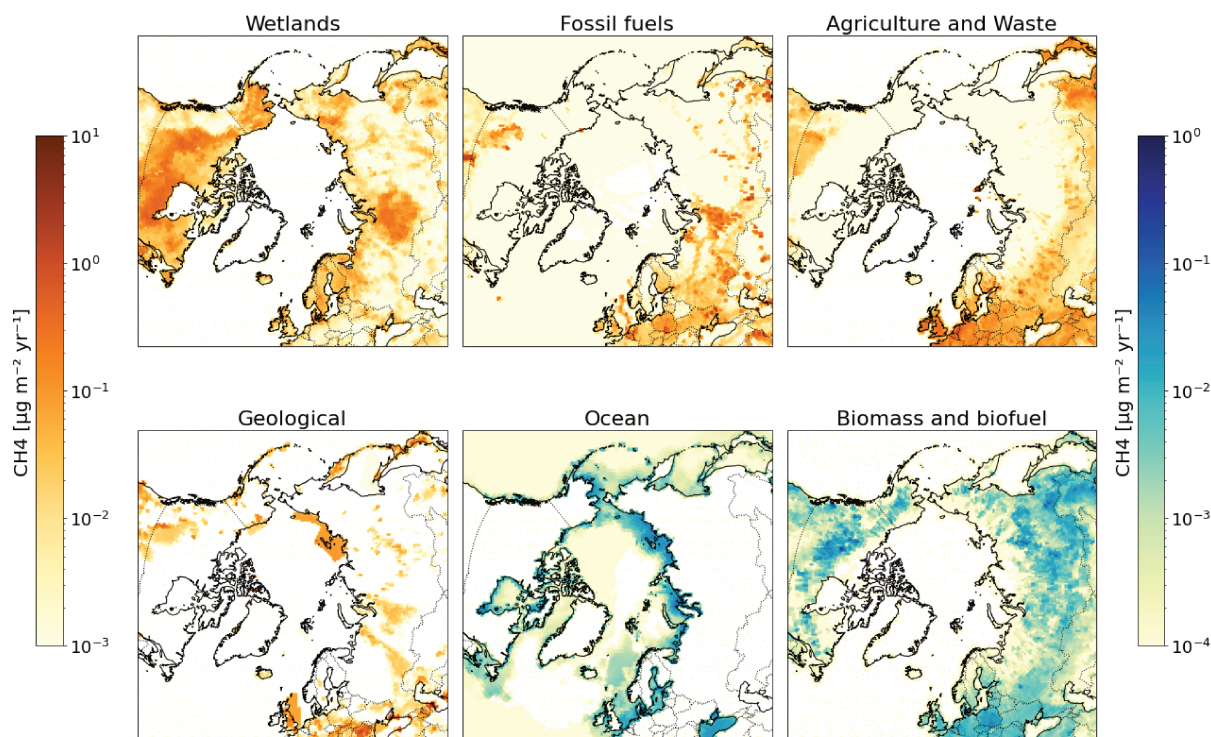 Wetlands
Fossil fuels
Agriculture and Waste
CH4 [µg m⁻² yr⁻¹]
10¹
10⁰
10⁻¹
10⁻²
10⁻³
CH4 [µg m⁻² yr⁻¹]
10⁰
10⁻¹
10⁻²
10⁻³
10⁻⁴
Geological
Ocean
Biomass and biofuel